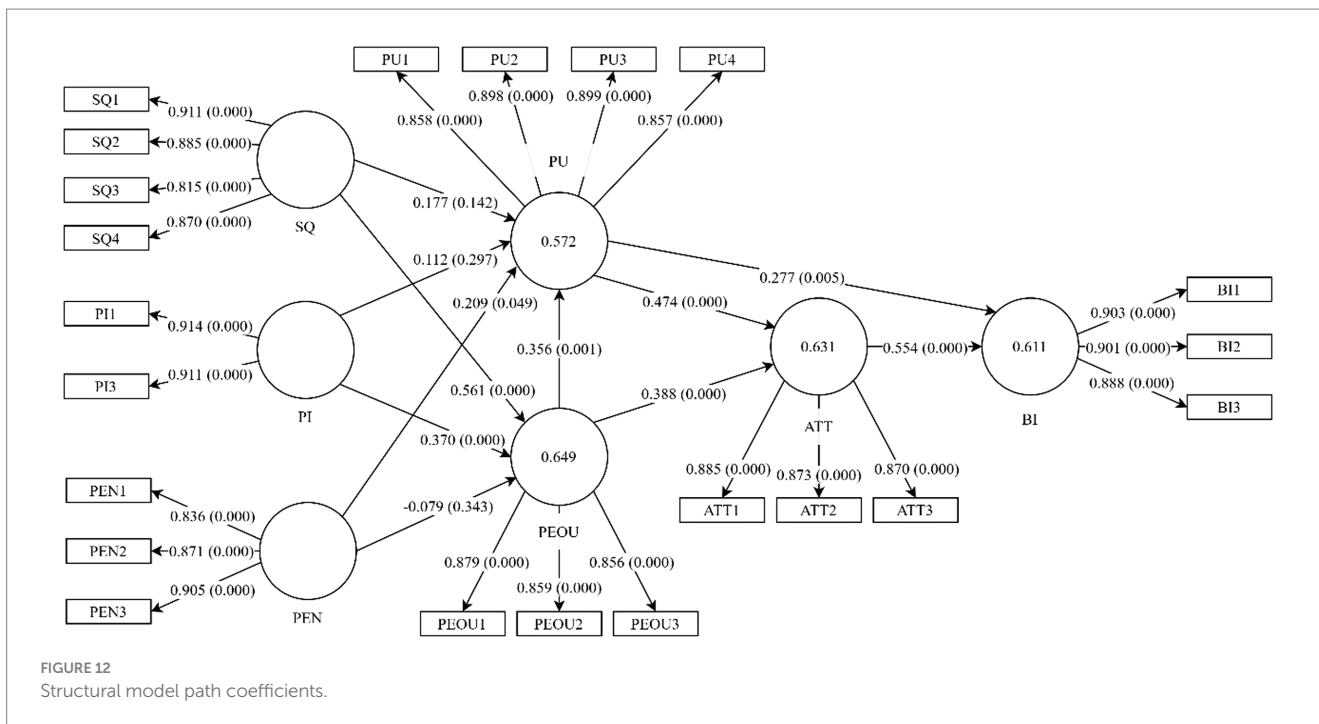 PU1
PU2
PU3
PU4
SQ1
SQ2
SQ3
SQ4
0.911 (0.000)
0.885 (0.000)
0.815 (0.000)
0.870 (0.000)
SQ
0.858 (0.000)
0.898 (0.000)
0.899 (0.000)
0.857 (0.000)
PU
0.572
0.177 (0.142)
0.112 (0.297)
0.209 (0.049)
PI1
PI3
0.914 (0.000)
0.911 (0.000)
PI
0.356 (0.001)
0.561 (0.000)
0.370 (0.000)
-0.079 (0.343)
0.277 (0.005)
0.474 (0.000)
0.388 (0.000)
0.631
0.554 (0.000)
0.611
ATT
BI
0.903 (0.000)
0.901 (0.000)
0.888 (0.000)
BI1
BI2
BI3
0.885 (0.000)
0.873 (0.000)
0.870 (0.000)
ATT1
ATT2
ATT3
PEN1
PEN2
PEN3
0.836 (0.000)
0.871 (0.000)
0.905 (0.000)
PEN
0.649
PEOU
0.879 (0.000)
0.859 (0.000)
0.856 (0.000)
PEOU1
PEOU2
PEOU3
FIGURE 12
Structural model path coefficients.